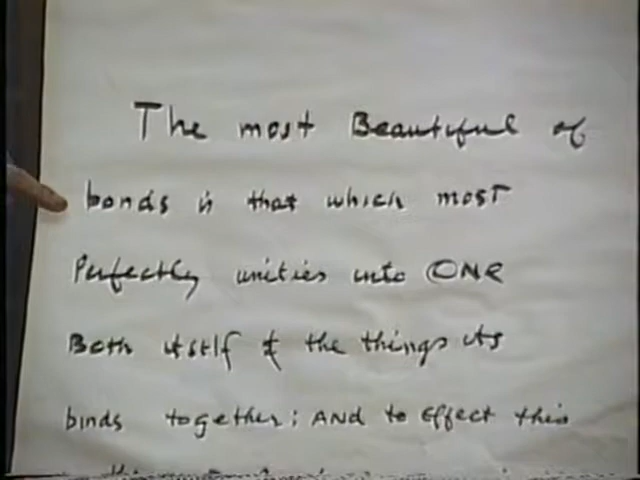 The most Beautiful of
bonds is that which most
Perfectly unities into ONE
Both itself & the things its
binds together; AND to effect this